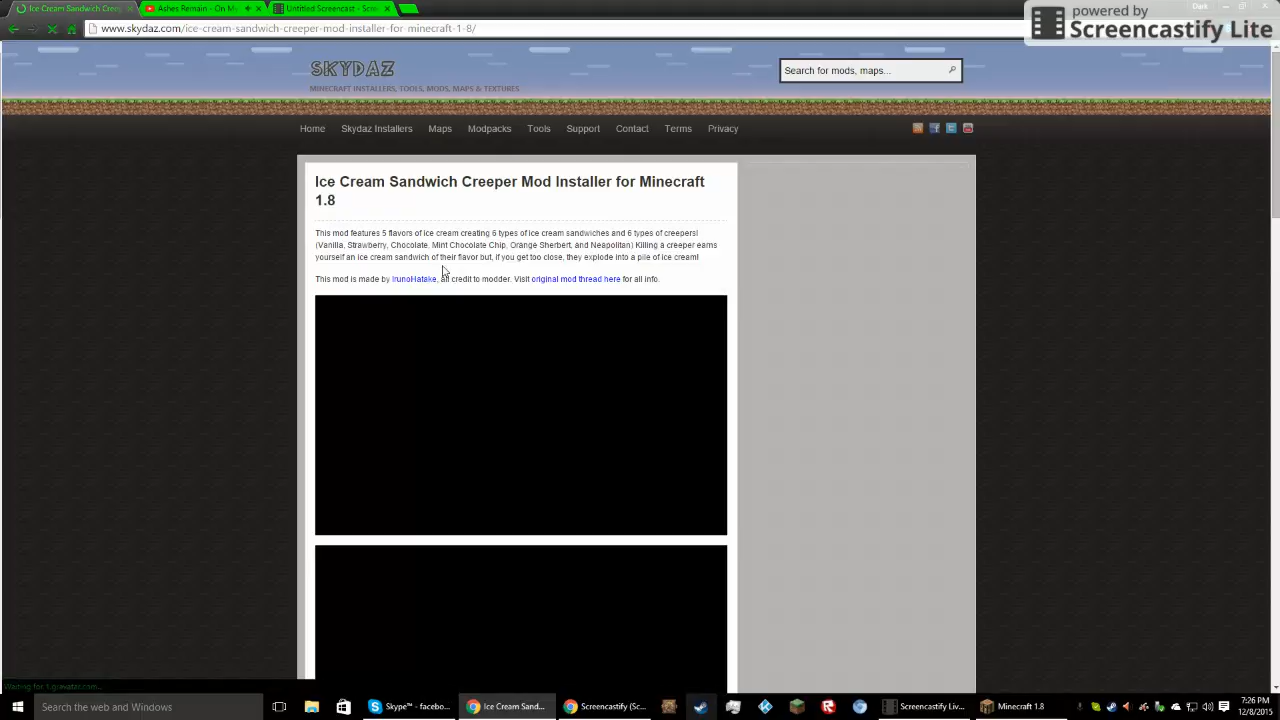 powered by
Screencastify Lite
Ice Cream Sandwich Creep
Ashes Remain - On M
Untitled Screencast - Scre
www.skydaz.com/ice-cream-sandwich-creeper-mod-installer-for-minecraft-1-8/
SKYDAZ
MINECRAFT INSTALLERS, TOOLS, MODS, MAPS & TEXTURES
Search for mods, maps...
Home Skydaz Installers Maps Modpacks Tools Support Contact Terms Privacy
Ice Cream Sandwich Creeper Mod Installer for Minecraft
1.8
This mod features 5 flavors of ice cream creating 6 types of ice cream sandwiches and 6 types of creepers!
(Vanilla, Strawberry, Chocolate, Mint Chocolate Chip, Orange Sherbert, and Neapolitan) Killing a creeper earns
yourself an ice cream sandwich of their flavor but, if you get too close, they explode into a pile of ice cream!
This mod is made by IrunoHatake, all credit to modder. Visit original mod thread here for all info.
Waiting for 1.gravatar.com...
Search the web and Windows
Skype™ - facebo...
Ice Cream Sand...
Screencastify (Sc...
Screencastify Liv...
Minecraft 1.8
7:26 PM
12/8/2015